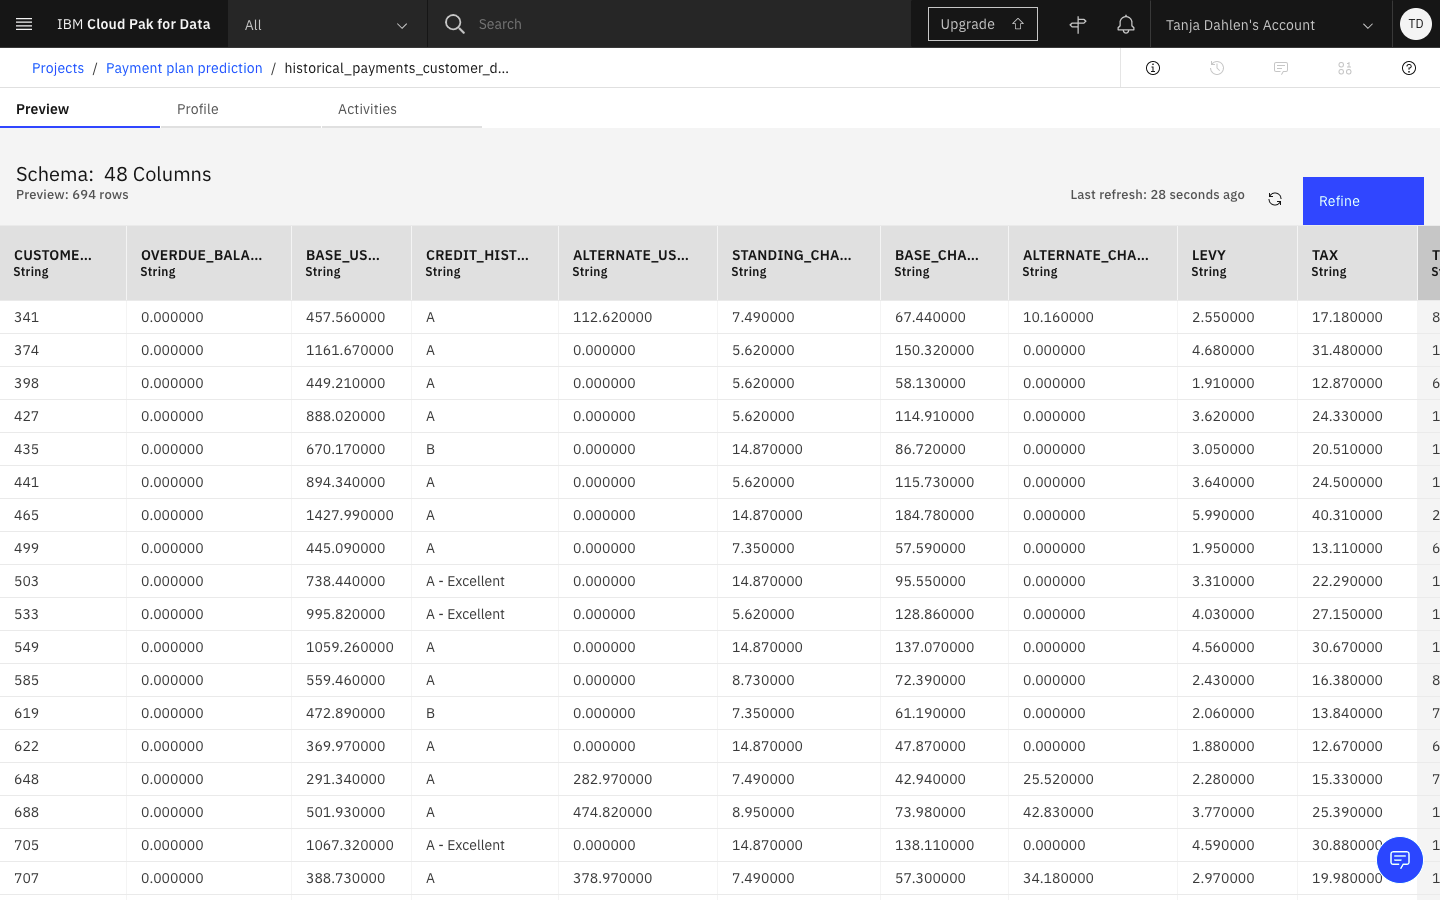 IBM Cloud Pak for Data All Search Upgrade Tanja Dahlen's Account TD
Projects / Payment plan prediction / historical_payments_customer_d...
Preview Profile Activities
Schema: 48 Columns
Preview: 694 rows
Last refresh: 28 seconds ago Refine
CUSTOME... OVERDUE_BALA... BASE_US... CREDIT_HIST... ALTERNATE_US... STANDING_CHA... BASE_CHA... ALTERNATE_CHA... LEVY TAX T
String String String String String String String String String String S
341 0.000000 457.560000 A 112.620000 7.490000 67.440000 10.160000 2.550000 17.180000 8
374 0.000000 1161.670000 A 0.000000 5.620000 150.320000 0.000000 4.680000 31.480000 1
398 0.000000 449.210000 A 0.000000 5.620000 58.130000 0.000000 1.910000 12.870000 6
427 0.000000 888.020000 A 0.000000 5.620000 114.910000 0.000000 3.620000 24.330000 1
435 0.000000 670.170000 B 0.000000 14.870000 86.720000 0.000000 3.050000 20.510000 1
441 0.000000 894.340000 A 0.000000 5.620000 115.730000 0.000000 3.640000 24.500000 1
465 0.000000 1427.990000 A 0.000000 14.870000 184.780000 0.000000 5.990000 40.310000 2
499 0.000000 445.090000 A 0.000000 7.350000 57.590000 0.000000 1.950000 13.110000 6
503 0.000000 738.440000 A - Excellent 0.000000 14.870000 95.550000 0.000000 3.310000 22.290000 1
533 0.000000 995.820000 A - Excellent 0.000000 5.620000 128.860000 0.000000 4.030000 27.150000 1
549 0.000000 1059.260000 A 0.000000 14.870000 137.070000 0.000000 4.560000 30.670000 1
585 0.000000 559.460000 A 0.000000 8.730000 72.390000 0.000000 2.430000 16.380000 8
619 0.000000 472.890000 B 0.000000 7.350000 61.190000 0.000000 2.060000 13.840000 7
622 0.000000 369.970000 A 0.000000 14.870000 47.870000 0.000000 1.880000 12.670000 6
648 0.000000 291.340000 A 282.970000 7.490000 42.940000 25.520000 2.280000 15.330000 7
688 0.000000 501.930000 A 474.820000 8.950000 73.980000 42.830000 3.770000 25.390000 1
705 0.000000 1067.320000 A - Excellent 0.000000 14.870000 138.110000 0.000000 4.590000 30.880000 1
707 0.000000 388.730000 A 378.970000 7.490000 57.300000 34.180000 2.970000 19.980000 1